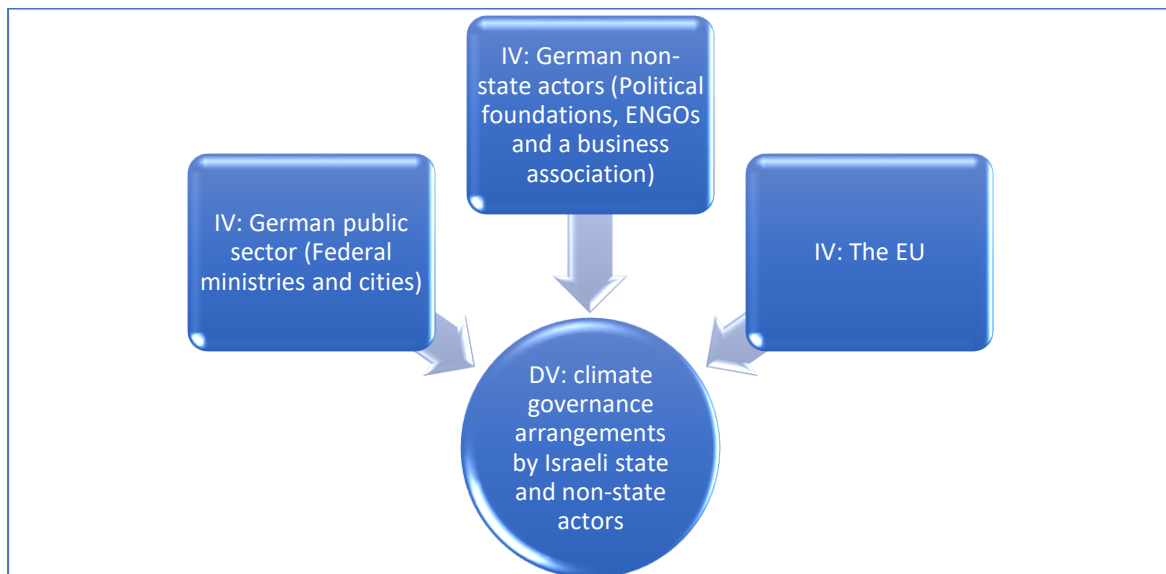 IV: German public
sector (Federal
ministries and cities)
IV: German non-
state actors (Political
foundations, ENGOs
and a business
association)
IV: The EU
DV: climate
governance
arrangements
by Israeli state
and non-state
actors